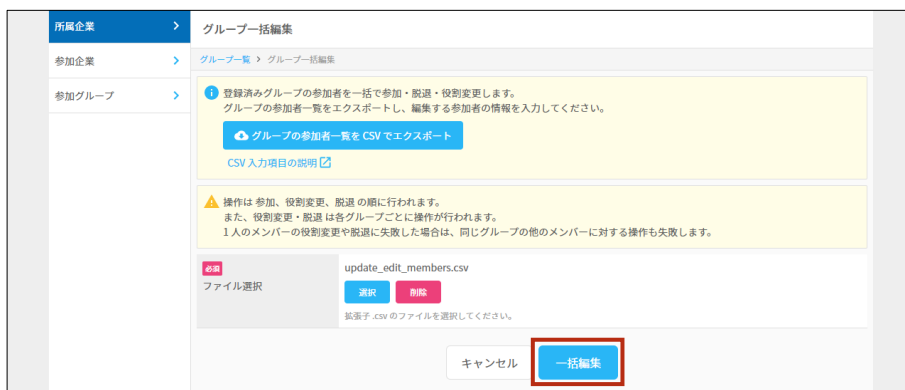 所属企業
参加企業
参加グループ
グループ一括編集
グループ一覧 > グループ一括編集
登録済みグループの参加者を一括で参加・脱退・役割変更します。
グループの参加者一覧をエクスポートし、編集する参加者の情報を入力してください。
グループの参加者一覧を CSV でエクスポート
CSV 入力項目の説明
操作は 参加、役割変更、脱退 の順に行われます。
また、役割変更・脱退 は各グループごとに操作が行われます。
1 人のメンバーの役割変更や脱退に失敗した場合は、同じグループの他のメンバーに対する操作も失敗します。
必須
ファイル選択
update_edit_members.csv
選択 削除
拡張子 .csv のファイルを選択してください。
キャンセル 一括編集